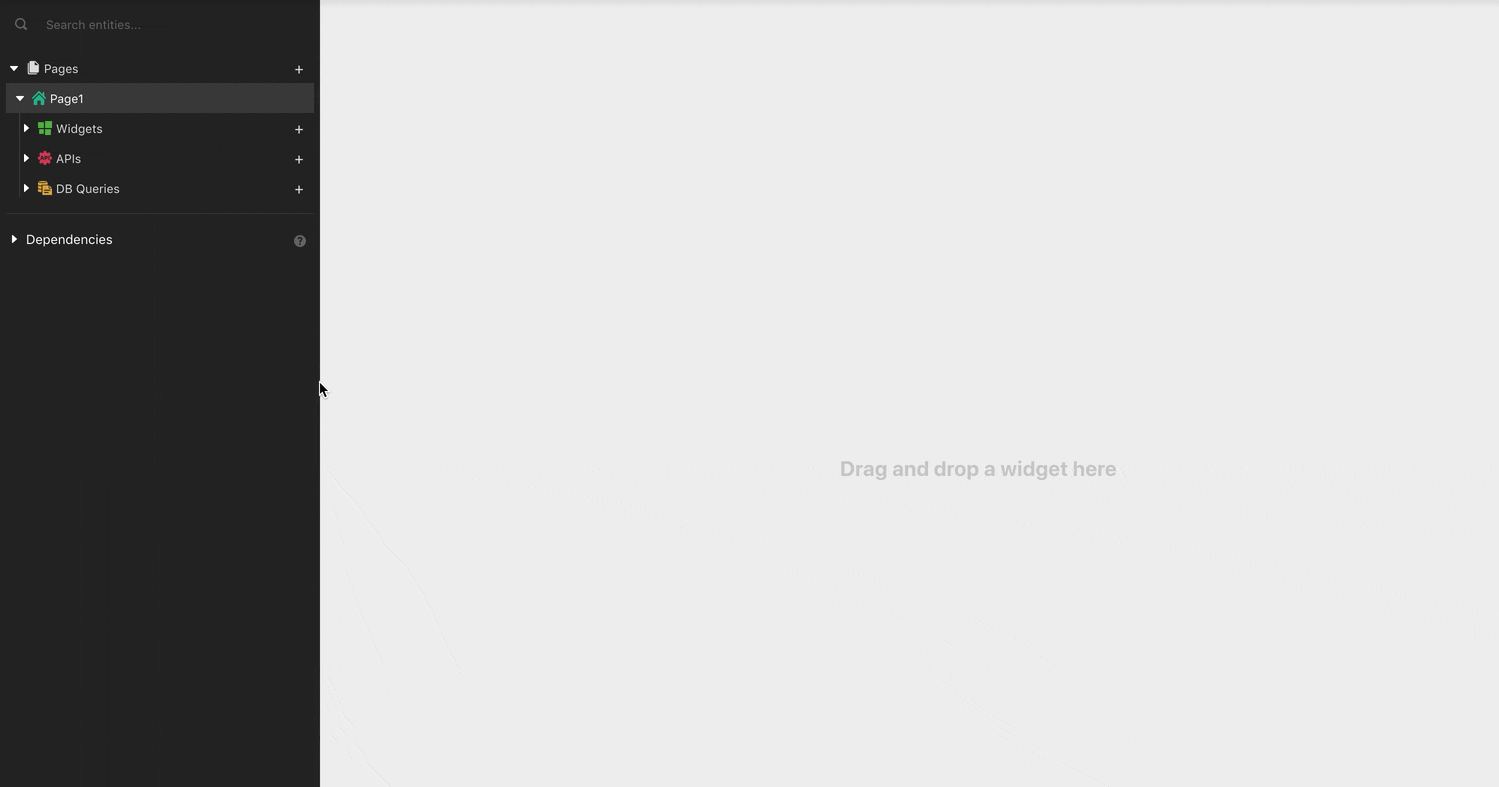 Search entities...
Pages
Page1
Widgets
APIs
DB Queries
Dependencies
Drag and drop a widget here